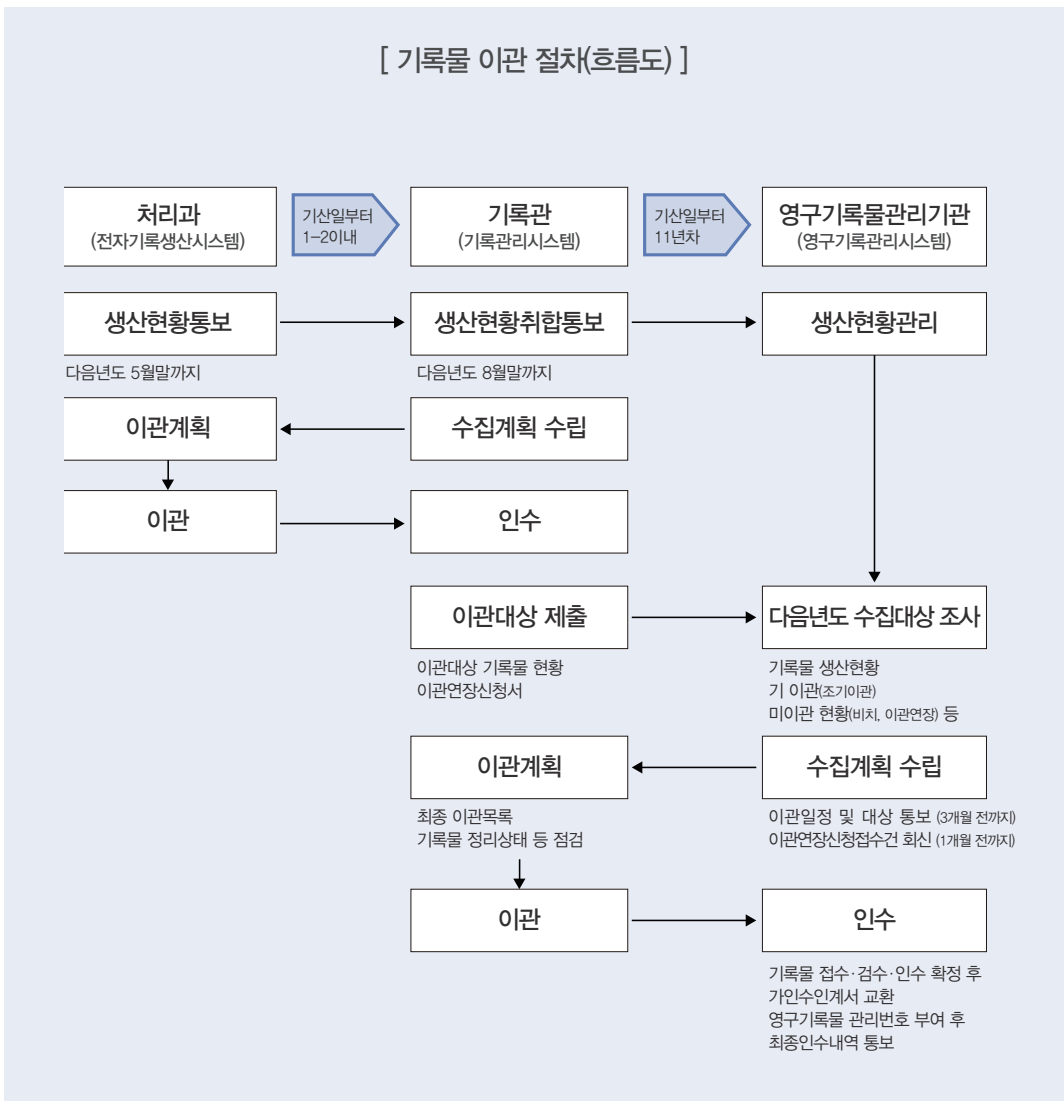 [ 기록물 이관 절차(흐름도) ]
처리과
(전자기록생산시스템)
기산일부터
1-2이내
기록관
(기록관리시스템)
기산일부터
11년차
영구기록물관리기관
(영구기록관리시스템)
생산현황통보
생산현황취합통보
생산현황관리
다음년도 5월말까지
다음년도 8월말까지
이관계획
수집계획 수립
이관
인수
이관대상 제출
다음년도 수집대상 조사
이관대상 기록물 현황
이관연장신청서
기록물 생산현황
기 이관(조기이관)
미이관 현황(비치, 이관연장) 등
이관계획
수집계획 수립
최종 이관목록
기록물 정리상태 등 점검
이관일정 및 대상 통보 (3개월 전까지)
이관연장신청접수건 회신 (1개월 전까지)
이관
인수
기록물 접수·검수·인수 확정 후
가인수인계서 교환
영구기록물 관리번호 부여 후
최종인수내역 통보